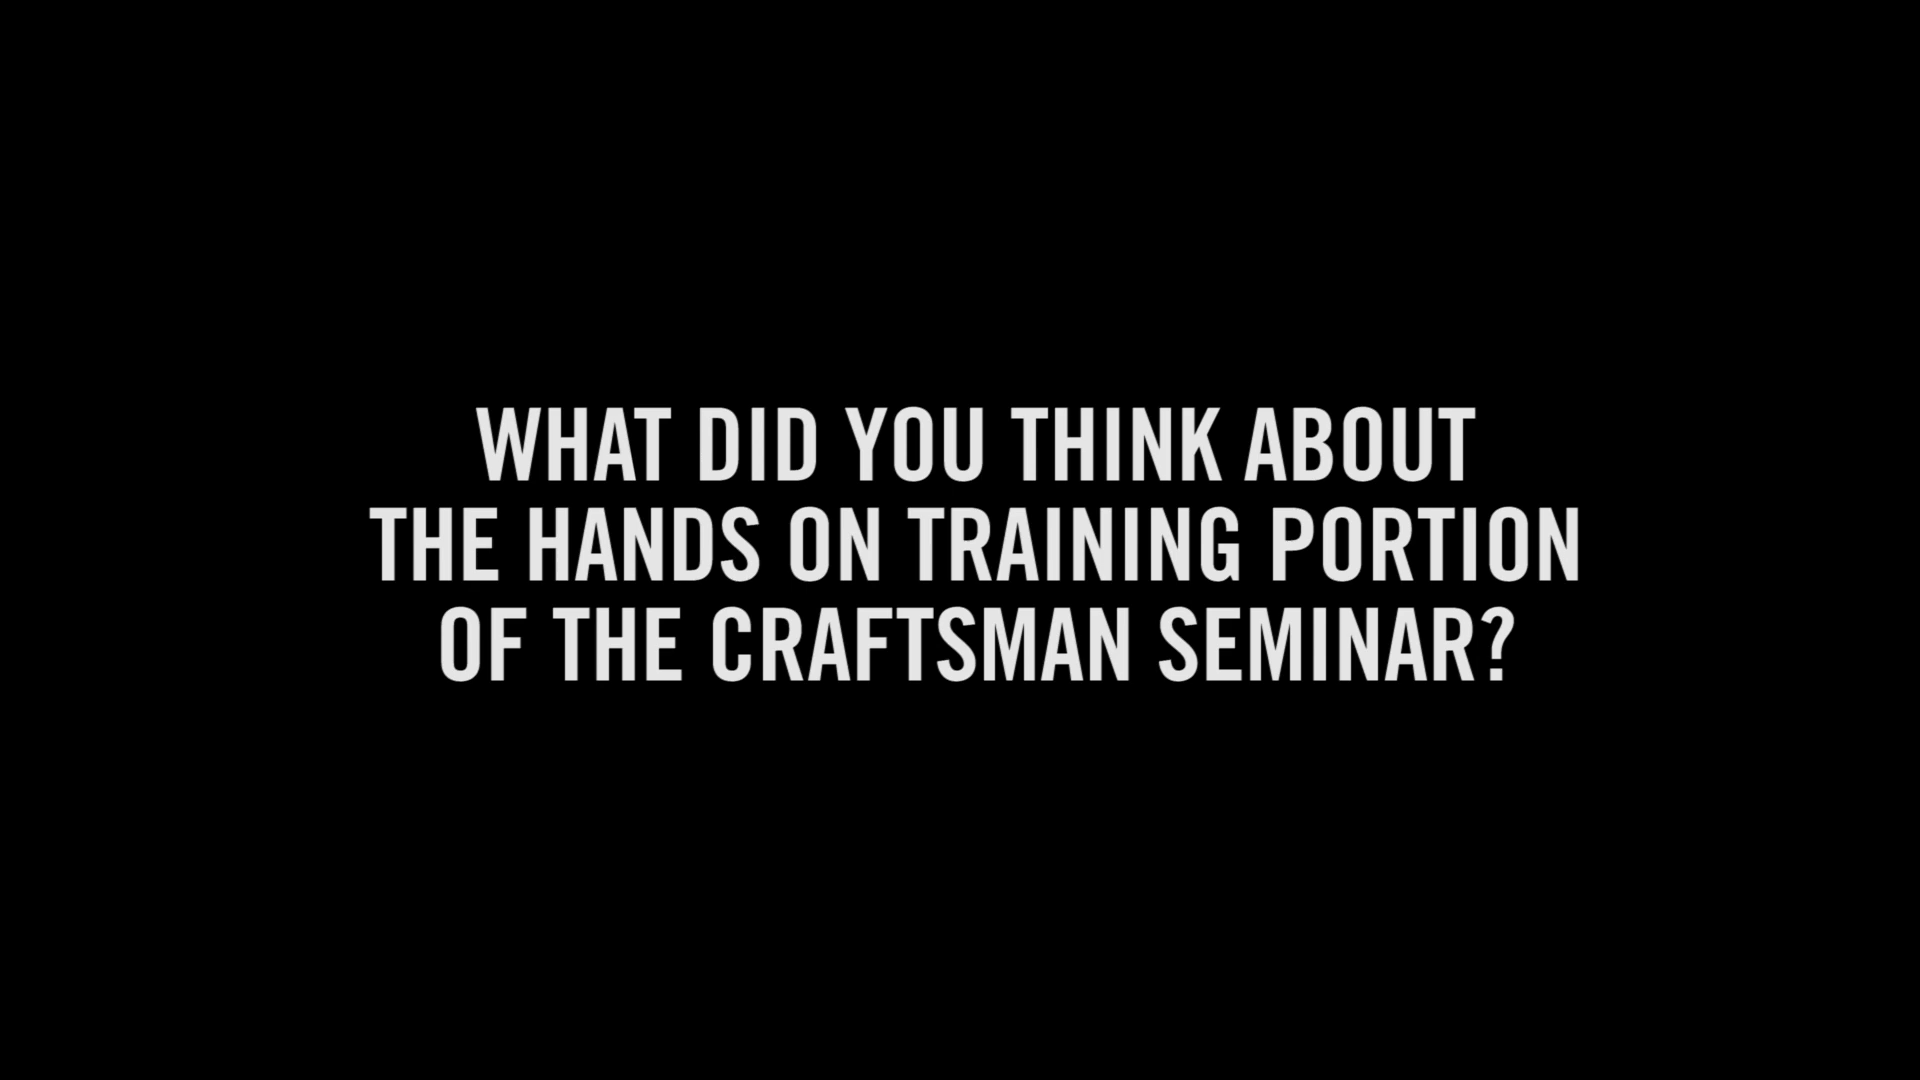 WHAT DID YOU THINK ABOUT
THE HANDS ON TRAINING PORTION
OF THE CRAFTSMAN SEMINAR?